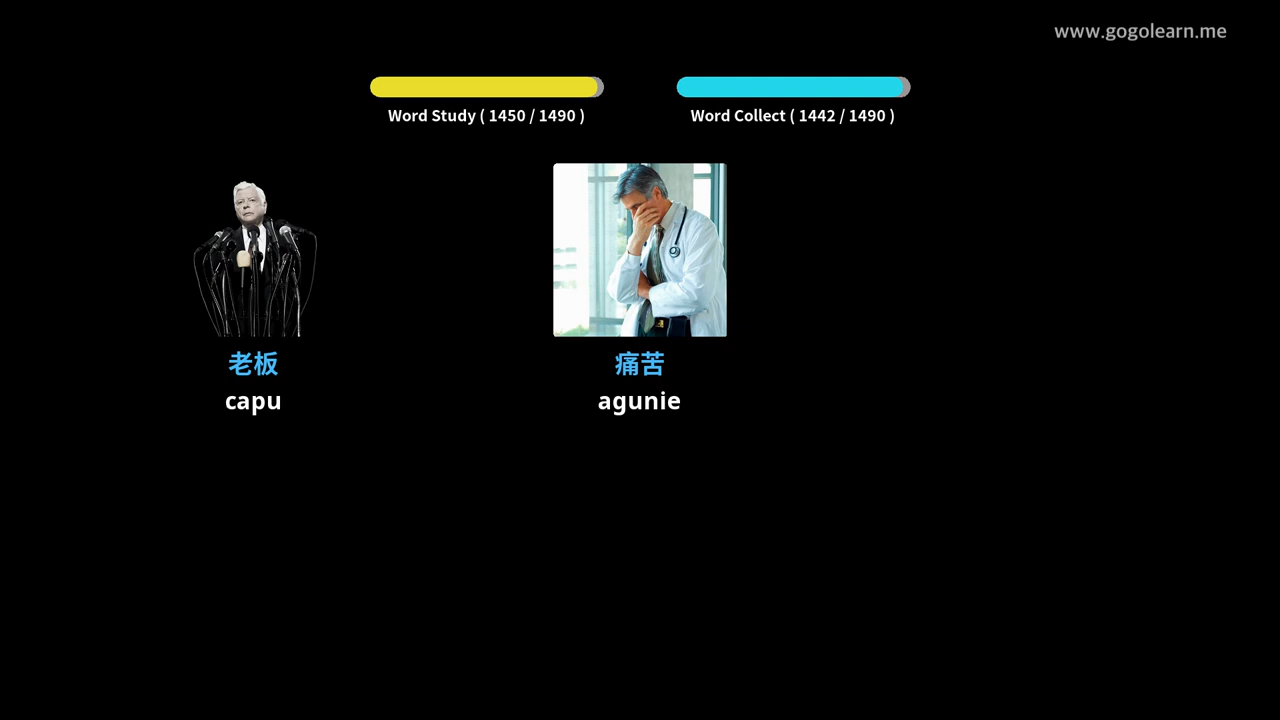 www.gogolearn.me
Word Study ( 1450 / 1490 )
Word Collect ( 1442 / 1490 )
老板
capu
痛苦
agunie